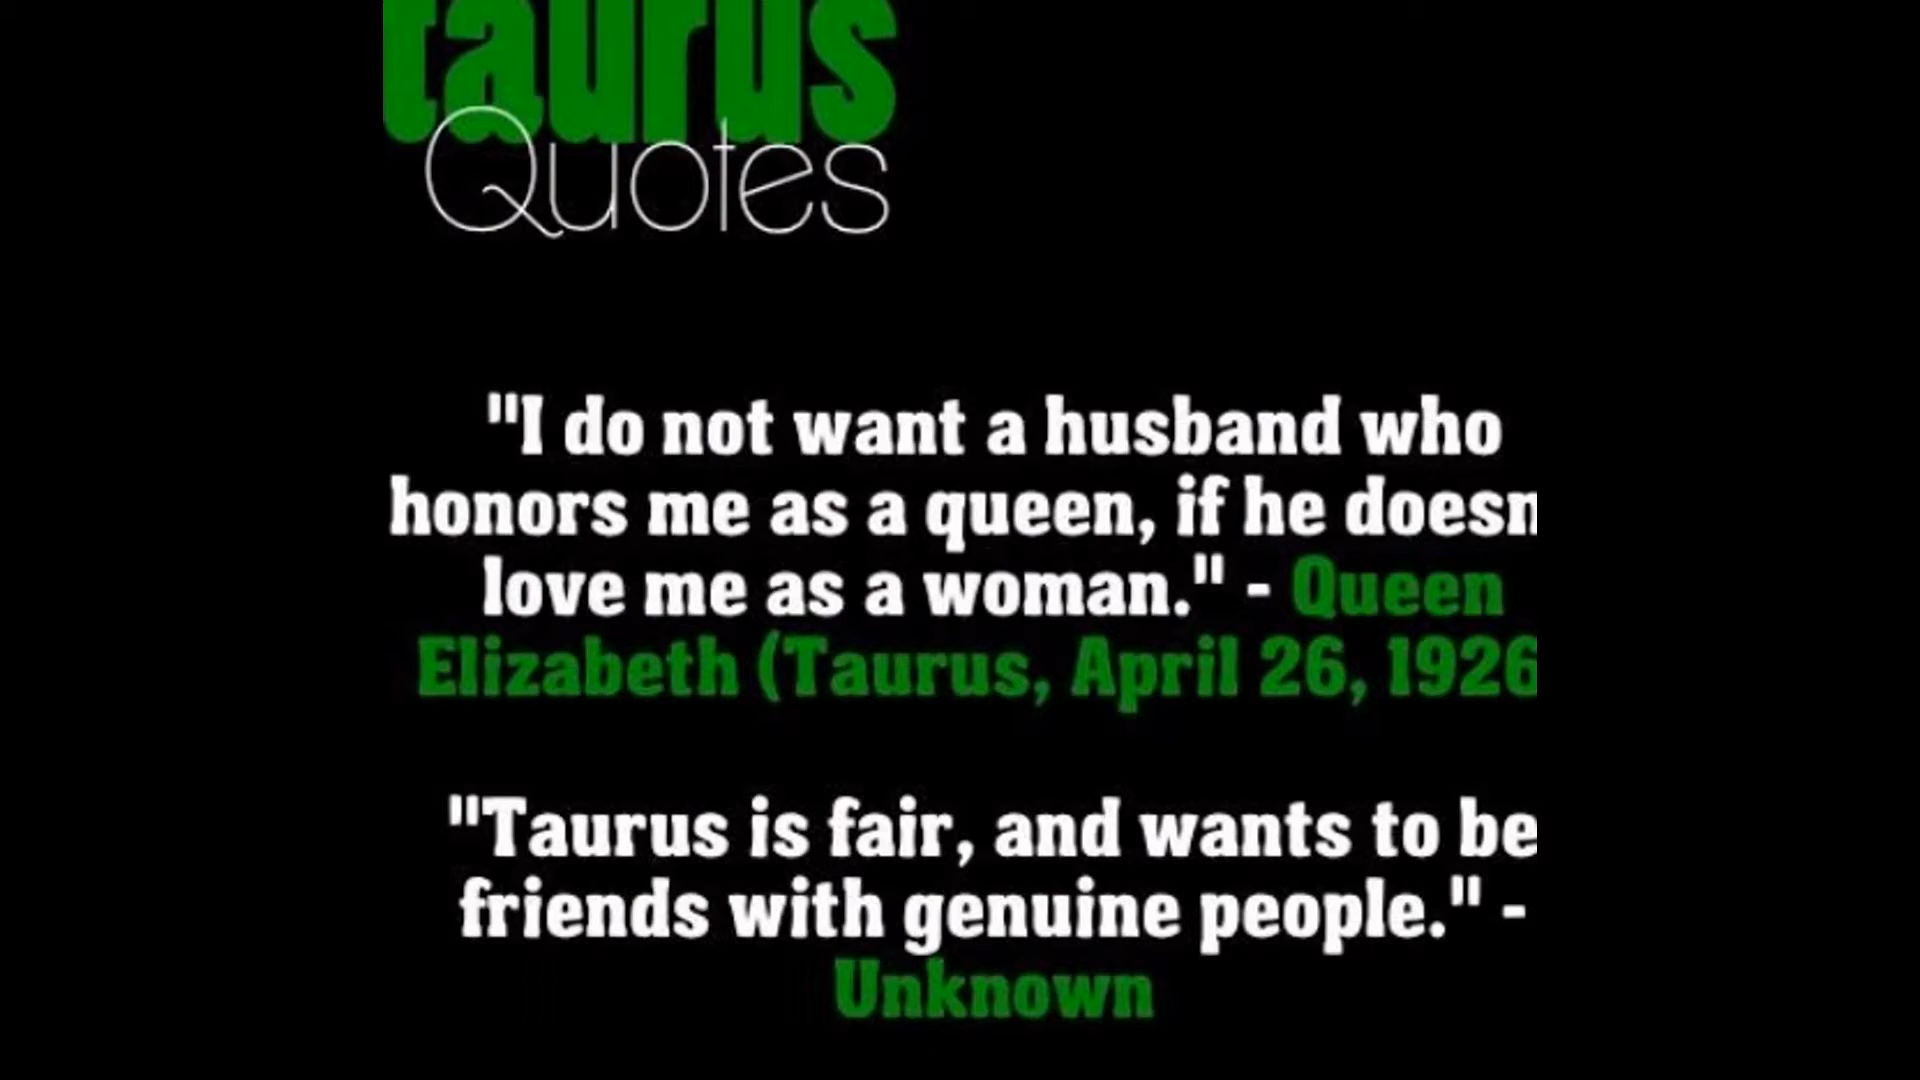 taurus
Quotes
"I do not want a husband who
honors me as a queen, if he doesn
love me as a woman." - Queen
Elizabeth (Taurus, April 26, 1926
"Taurus is fair, and wants to be
friends with genuine people." -
Unknown